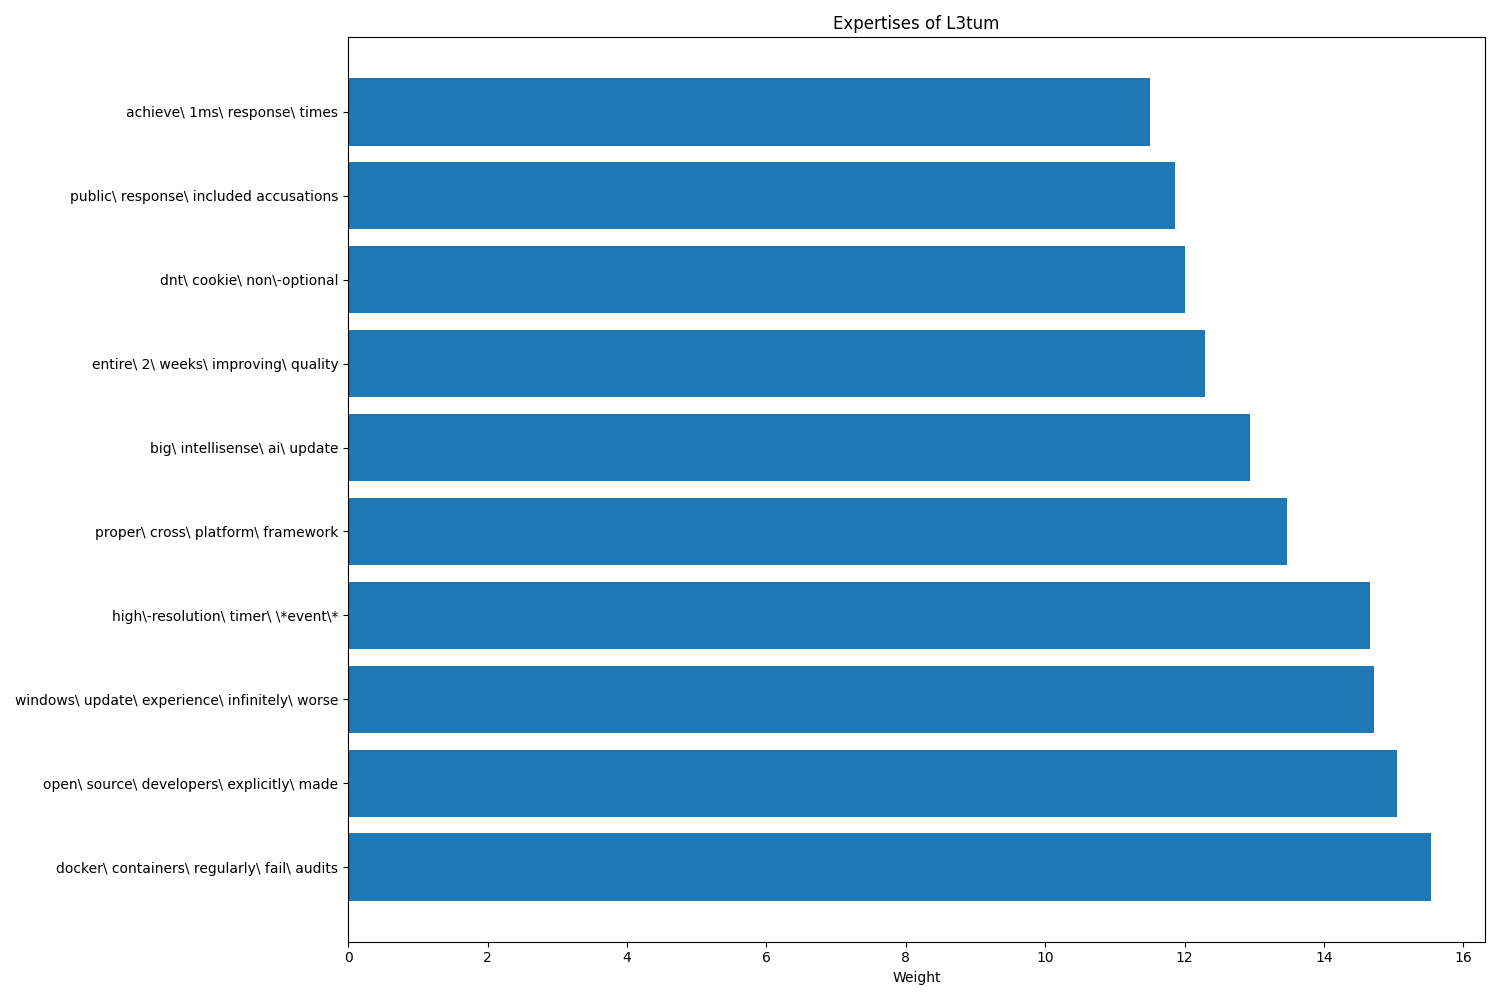 Expertises of L3tum
achieve\ 1ms\ response\ times
public\ response\ included accusations
dnt\ cookie\ non\-optional
entire\ 2\ weeks\ improving\ quality
big\ intellisense\ ai\ update
proper\ cross\ platform\ framework
high\-resolution\ timer\ \*event\*
windows\ update\ experience\ infinitely\ worse
open\ source\ developers\ explicitly\ made
docker\ containers\ regularly\ fail\ audits
0 2 4 6 8 10 12 14 16
Weight